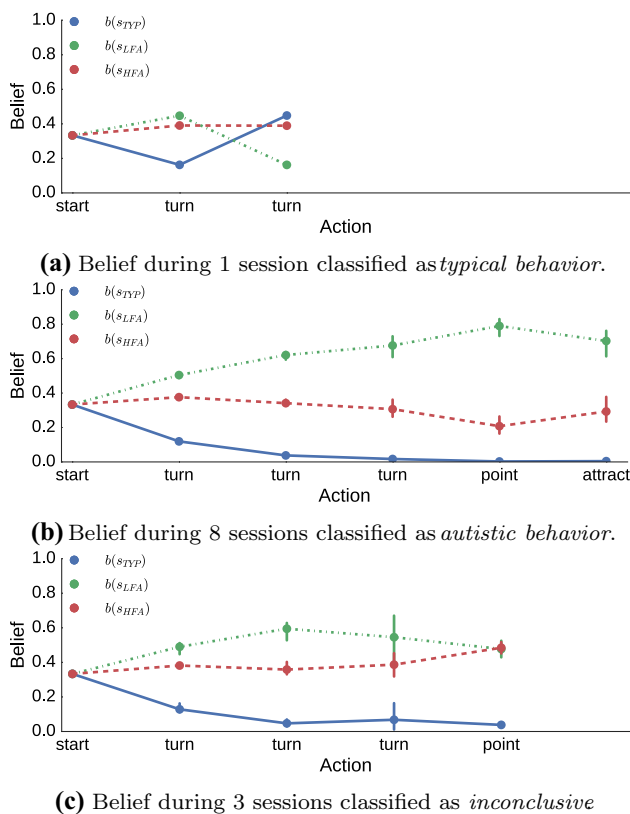 1.0
0.8
0.6
0.4
0.2
0.0
Belief
b(s_TYP)
b(s_LFA)
b(s_HFA)
start turn turn
Action
(a) Belief during 1 session classified as typical behavior.
1.0
0.8
0.6
0.4
0.2
0.0
Belief
b(s_TYP)
b(s_LFA)
b(s_HFA)
start turn turn turn point attract
Action
(b) Belief during 8 sessions classified as autistic behavior.
1.0
0.8
0.6
0.4
0.2
0.0
Belief
b(s_TYP)
b(s_LFA)
b(s_HFA)
start turn turn turn point
Action
(c) Belief during 3 sessions classified as inconclusive